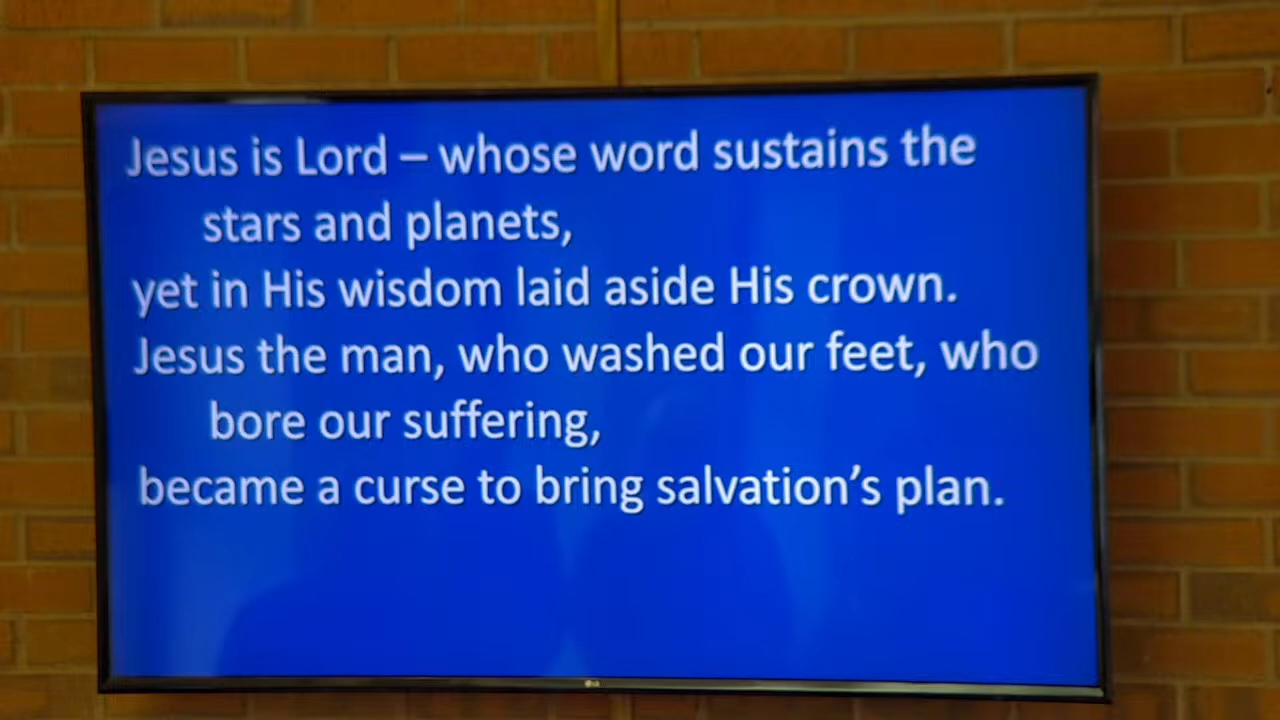 Jesus is Lord – whose word sustains the
stars and planets,
yet in His wisdom laid aside His crown.
Jesus the man, who washed our feet, who
bore our suffering,
became a curse to bring salvation’s plan.
LG